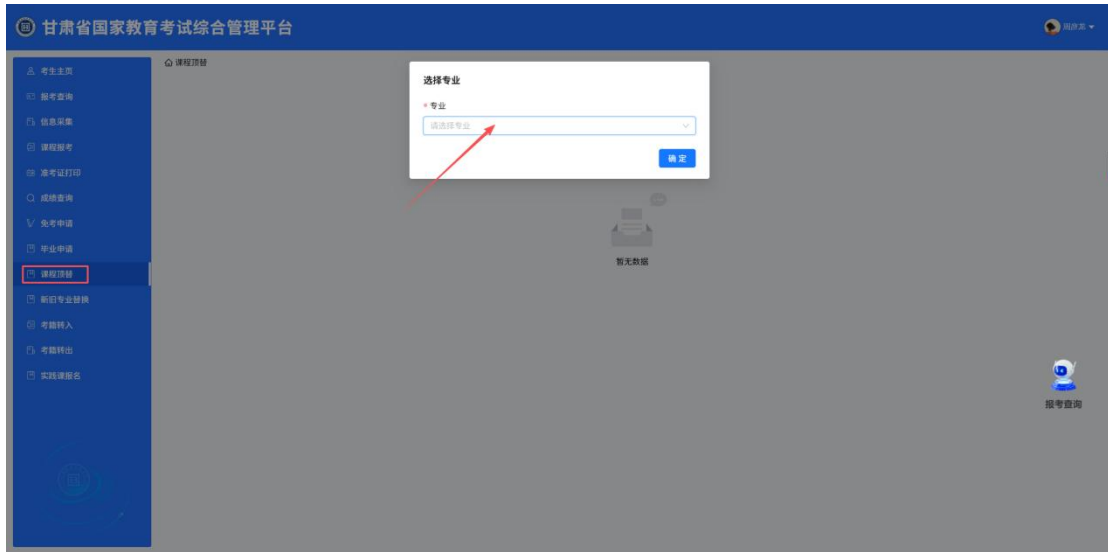 甘肃省国家教育考试综合管理平台
考生主页
报考查询
信息采集
课程报考
准考证打印
成绩查询
免考申请
毕业申请
课程顶替
新旧专业替换
考籍转入
考籍转出
实践课报名
课程顶替
选择专业
* 专业
请选择专业
确定
暂无数据
报考查询